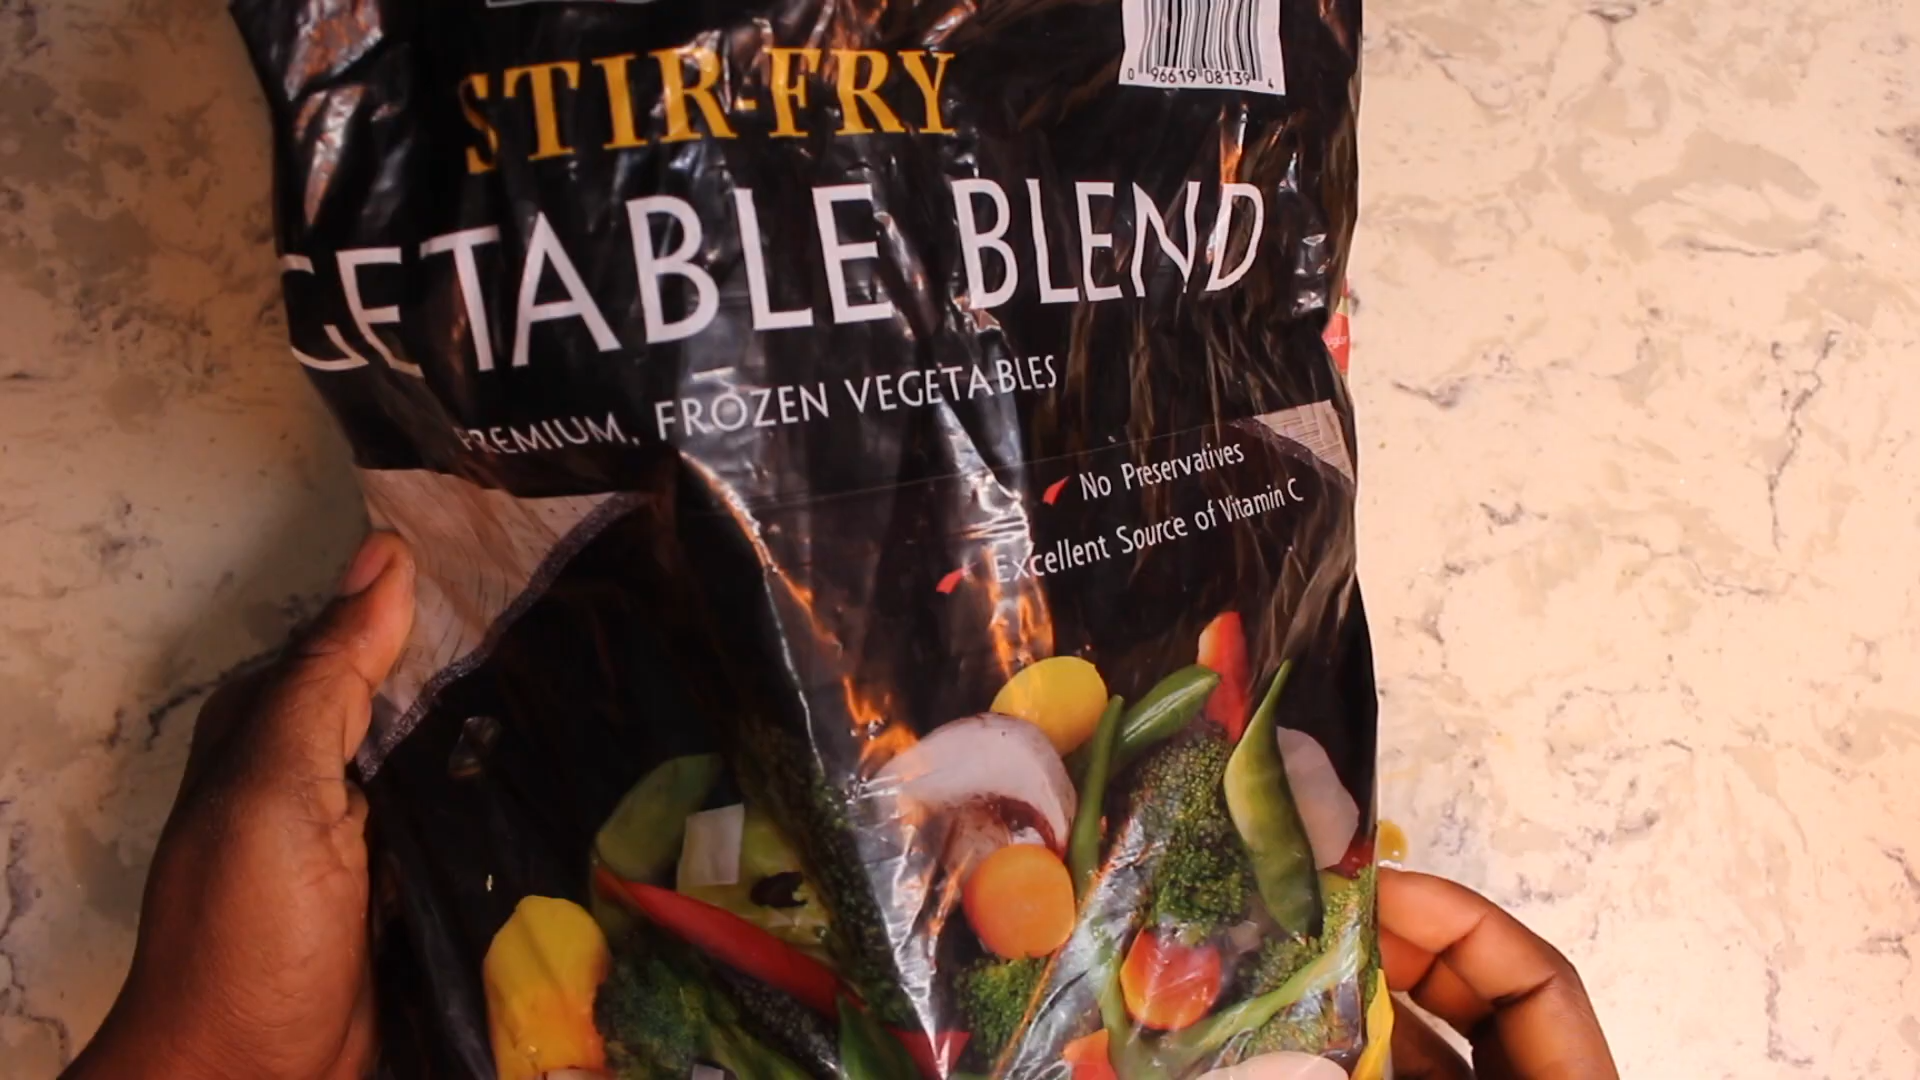 0 96619 08139 4
STIR-FRY
GETABLE BLEND
PREMIUM, FROZEN VEGETABLES
No Preservatives
Excellent Source of Vitamin C